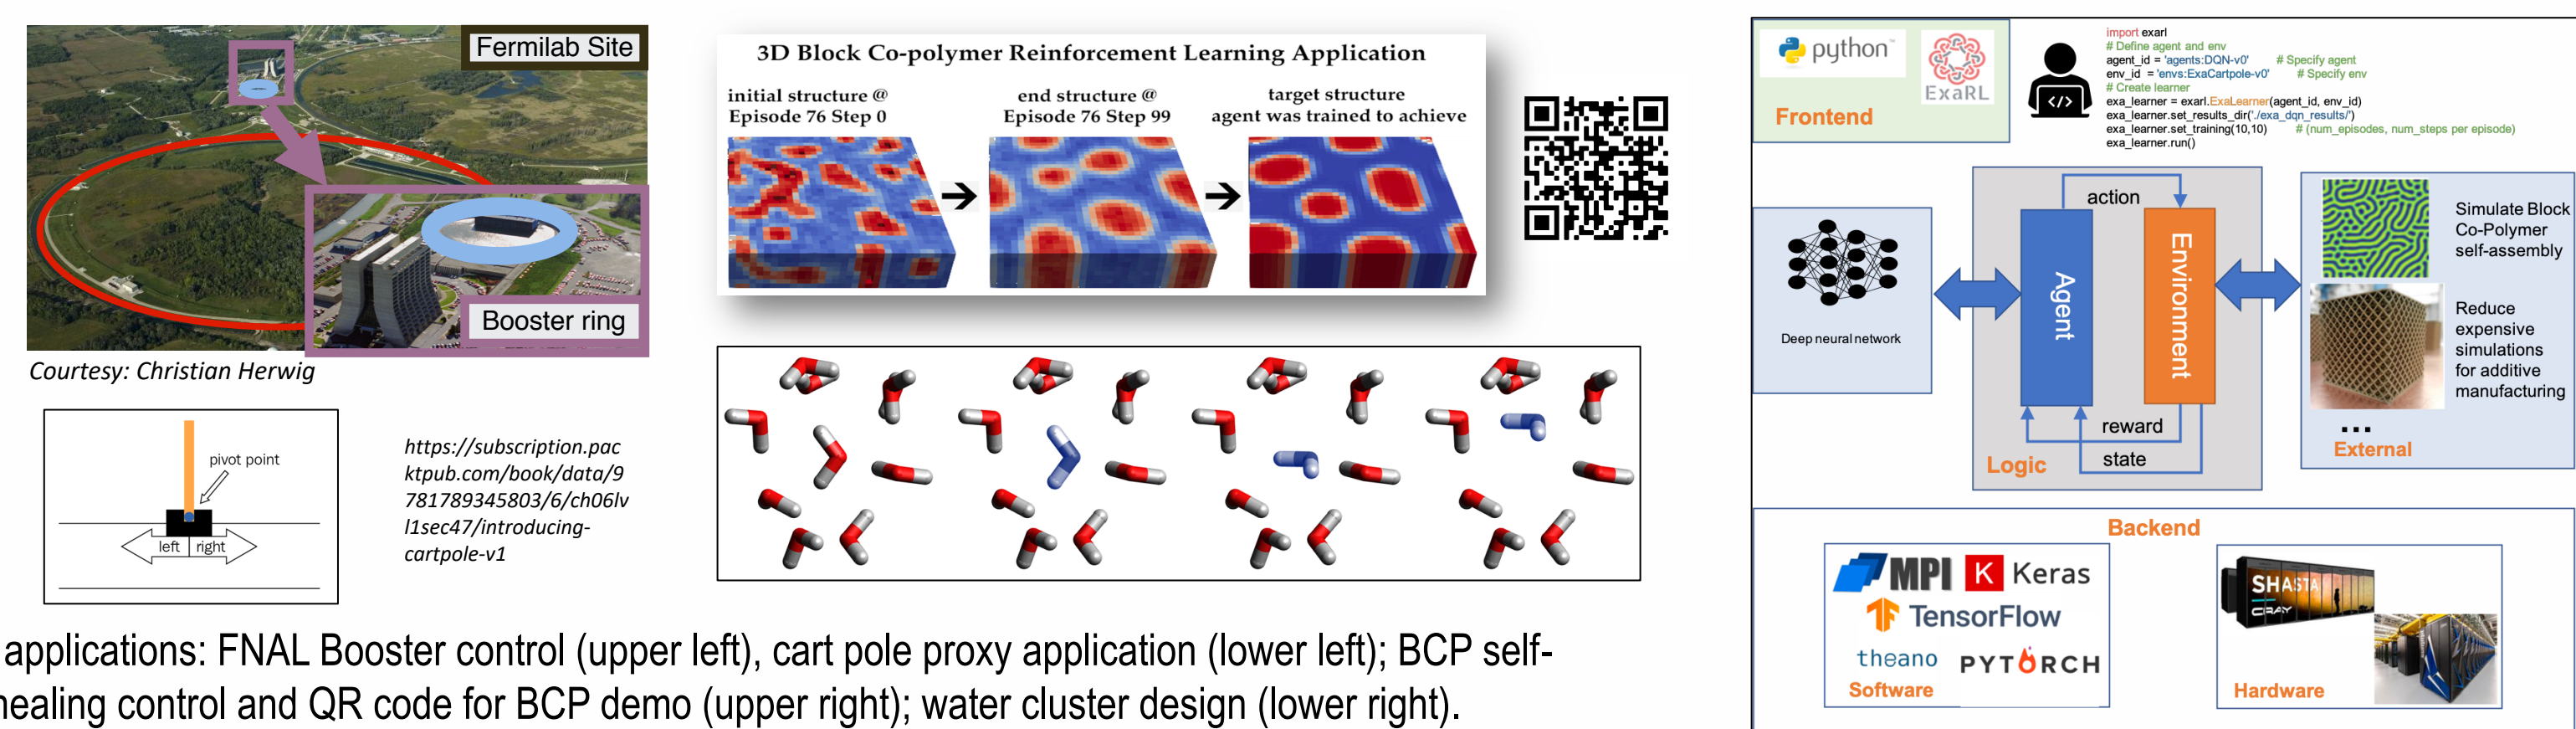 Fermilab Site
Booster ring
Courtesy: Christian Herwig
pivot point
left right
https://subscription.pac
ktpub.com/book/data/9
781789345803/6/ch06lv
l1sec47/introducing-
cartpole-v1
3D Block Co-polymer Reinforcement Learning Application
initial structure @
Episode 76 Step 0
end structure @
Episode 76 Step 99
target structure
agent was trained to achieve
applications: FNAL Booster control (upper left), cart pole proxy application (lower left); BCP self-
nealing control and QR code for BCP demo (upper right); water cluster design (lower right).
python
ExaRL
Frontend
</>
import exarl
# Define agent and env
agent_id = 'agents:DQN-v0' # Specify agent
env_id = 'envs:ExaCartpole-v0' # Specify env
# Create learner
exa_learner = exarl.ExaLearner(agent_id, env_id)
exa_learner.set_results_dir('./exa_dqn_results/')
exa_learner.set_training(10,10) # (num_episodes, num_steps per episode)
exa_learner.run()
Deep neural network
action
Agent
Environment
reward
state
Logic
Simulate Block
Co-Polymer
self-assembly
Reduce
expensive
simulations
for additive
manufacturing
...
External
Backend
MPI
K Keras
TensorFlow
theano
PYTORCH
Software
SHASTA
CRAY
Hardware